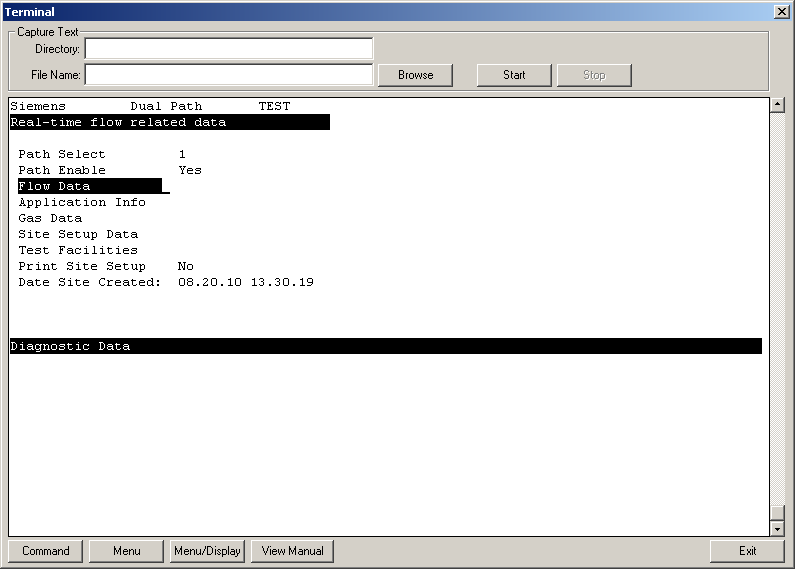 Terminal
Capture Text
Directory:
File Name:
Browse
Start
Stop
Siemens Dual Path TEST
Real-time flow related data
Path Select 1
Path Enable Yes
Flow Data
Application Info
Gas Data
Site Setup Data
Test Facilities
Print Site Setup No
Date Site Created: 08.20.10 13.30.19
Diagnostic Data
Command
Menu
Menu/Display
View Manual
Exit